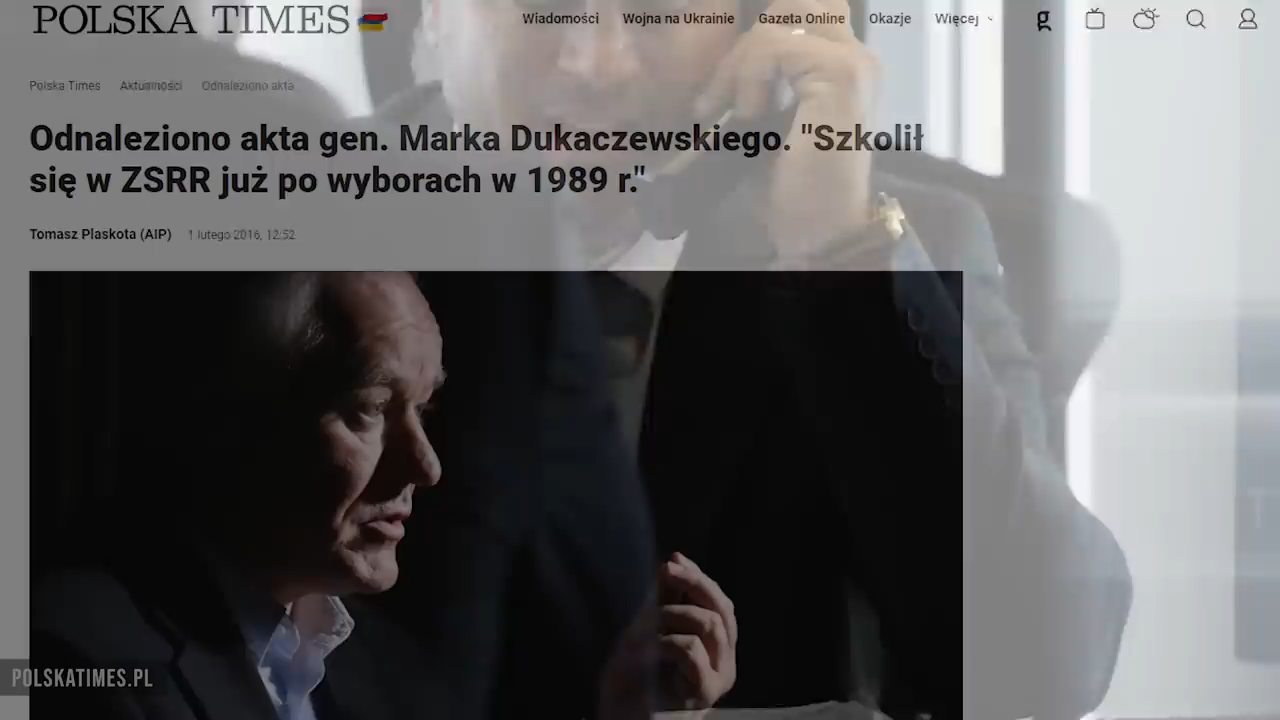 POLSKA TIMES
Wiadomości Wojna na Ukrainie Gazeta Online Okazje Więcej
Polska Times Aktualności Odnaleziono akta
Odnaleziono akta gen. Marka Dukaczewskiego. "Szkolił
się w ZSRR już po wyborach w 1989 r."
Tomasz Plaskota (AIP) 1 lutego 2016, 12:52
POLSKATIMES.PL